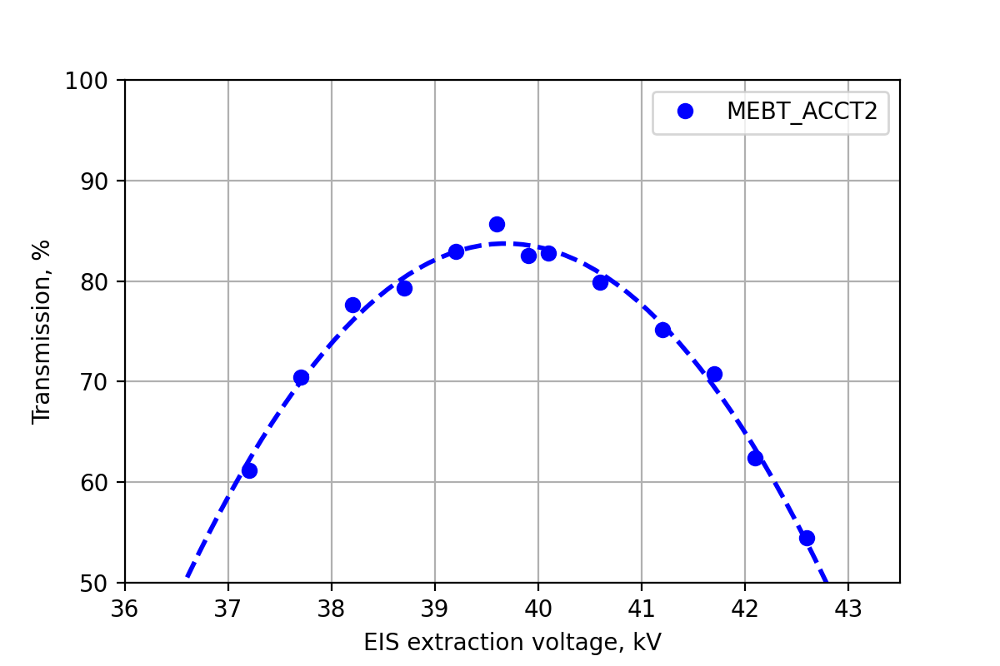 MEBT_ACCT2
Transmission, %
100
90
80
70
60
50
36 37 38 39 40 41 42 43
EIS extraction voltage, kV